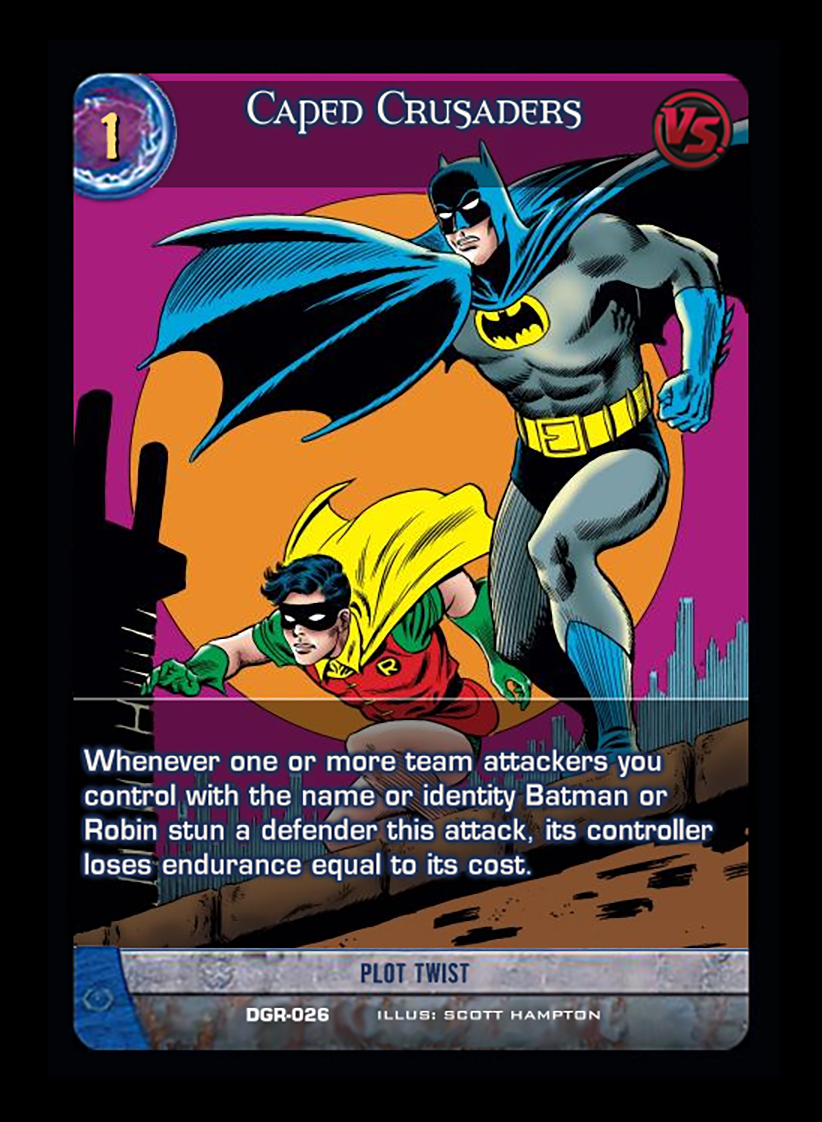 1
Caped Crusaders
VS.
R
Whenever one or more team attackers you
control with the name or identity Batman or
Robin stun a defender this attack, its controller
loses endurance equal to its cost.
PLOT TWIST
DGR-026 ILLUS: SCOTT HAMPTON